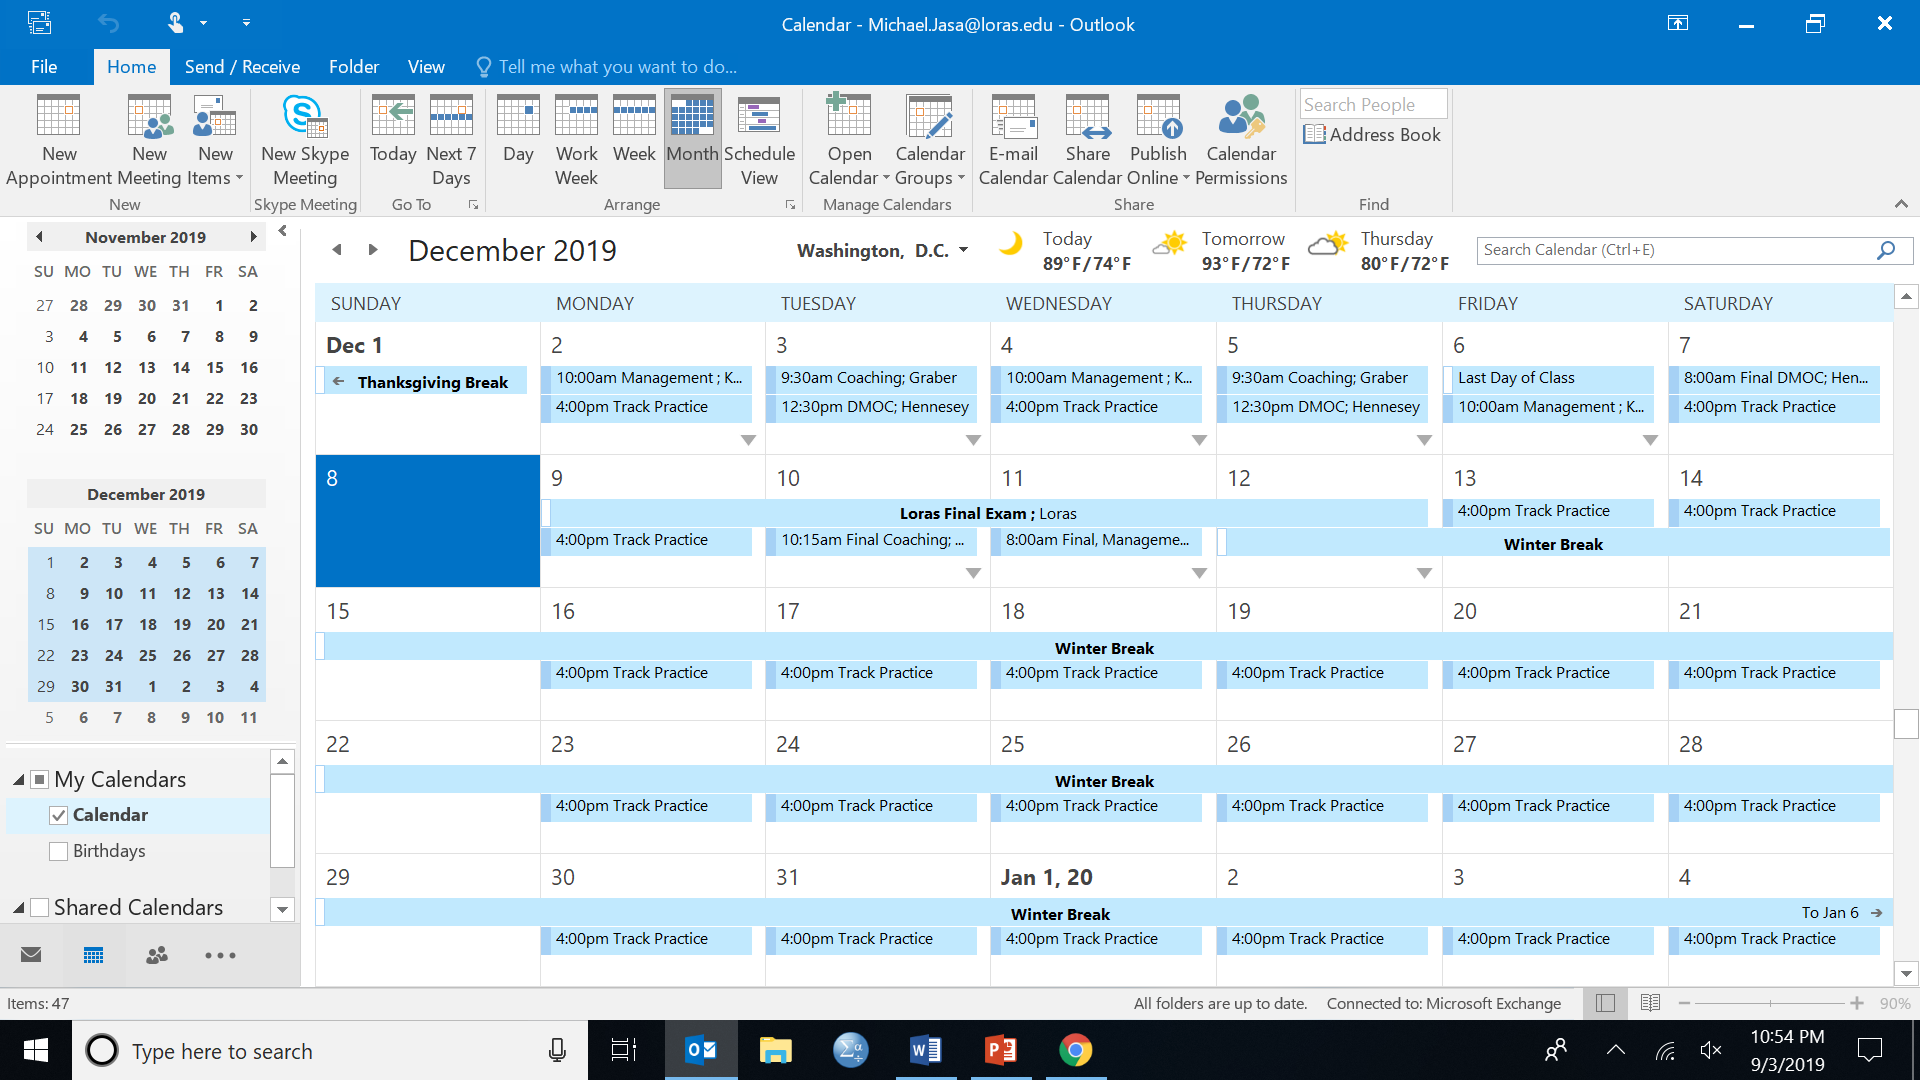 Calendar - Michael.Jasa@loras.edu - Outlook
File Home Send / Receive Folder View Tell me what you want to do...
New Appointment
New Meeting
New Items
New
New Skype Meeting
Skype Meeting
Today
Next 7 Days
Go To
Day
Work Week
Week
Month
Schedule View
Arrange
Open Calendar
Calendar Groups
Manage Calendars
E-mail Calendar
Share Calendar
Publish Online
Calendar Permissions
Share
Search People
Address Book
Find
November 2019
SU MO TU WE TH FR SA
27 28 29 30 31 1 2
3 4 5 6 7 8 9
10 11 12 13 14 15 16
17 18 19 20 21 22 23
24 25 26 27 28 29 30
December 2019
SU MO TU WE TH FR SA
1 2 3 4 5 6 7
8 9 10 11 12 13 14
15 16 17 18 19 20 21
22 23 24 25 26 27 28
29 30 31 1 2 3 4
5 6 7 8 9 10 11
My Calendars
Calendar
Birthdays
Shared Calendars
December 2019
Washington, D.C.
Today
89°F/74°F
Tomorrow
93°F/72°F
Thursday
80°F/72°F
Search Calendar (Ctrl+E)
SUNDAY MONDAY TUESDAY WEDNESDAY THURSDAY FRIDAY SATURDAY
Dec 1 2 3 4 5 6 7
Thanksgiving Break
10:00am Management ; K... 9:30am Coaching; Graber 10:00am Management ; K... 9:30am Coaching; Graber Last Day of Class 8:00am Final DMOC; Hen...
4:00pm Track Practice 12:30pm DMOC; Hennesey 4:00pm Track Practice 12:30pm DMOC; Hennesey 10:00am Management ; K... 4:00pm Track Practice
8 9 10 11 12 13 14
Loras Final Exam ; Loras 4:00pm Track Practice 4:00pm Track Practice
4:00pm Track Practice 10:15am Final Coaching; ... 8:00am Final, Manageme... Winter Break
15 16 17 18 19 20 21
Winter Break
4:00pm Track Practice 4:00pm Track Practice 4:00pm Track Practice 4:00pm Track Practice 4:00pm Track Practice 4:00pm Track Practice
22 23 24 25 26 27 28
Winter Break
4:00pm Track Practice 4:00pm Track Practice 4:00pm Track Practice 4:00pm Track Practice 4:00pm Track Practice 4:00pm Track Practice
29 30 31 Jan 1, 20 2 3 4
Winter Break To Jan 6
4:00pm Track Practice 4:00pm Track Practice 4:00pm Track Practice 4:00pm Track Practice 4:00pm Track Practice 4:00pm Track Practice
Items: 47 All folders are up to date. Connected to: Microsoft Exchange 90%
Type here to search
10:54 PM
9/3/2019